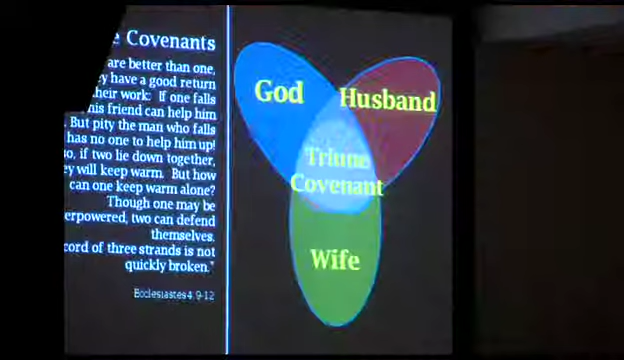 e Covenants
are better than one,
ey have a good return
heir work: If one falls
his friend can help him
. But pity the man who falls
has no one to help him up!
so, if two lie down together,
ey will keep warm. But how
can one keep warm alone?
Though one may be
erpowered, two can defend
themselves.
cord of three strands is not
quickly broken."
Ecclesiastes 4:9-12
God
Husband
Triune
Covenant
Wife